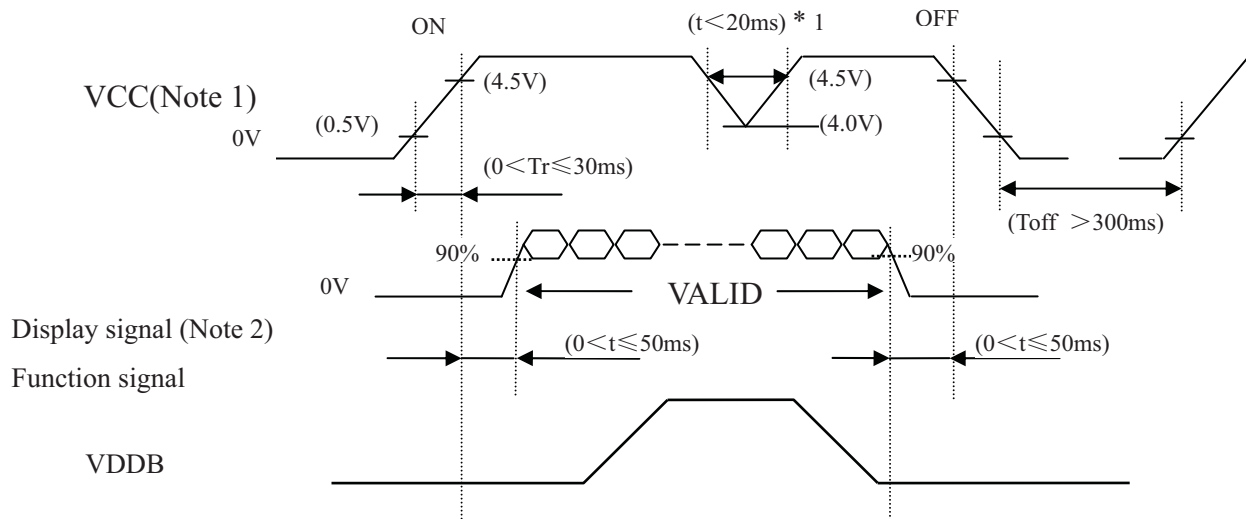 ON
(t<20ms) * 1
OFF
VCC(Note 1)
(4.5V)
(4.5V)
(0.5V)
(4.0V)
0V
(0<Tr≦30ms)
(Toff >300ms)
90%
90%
0V
VALID
Display signal (Note 2)
(0<t≦50ms)
(0<t≦50ms)
Function signal
VDDB